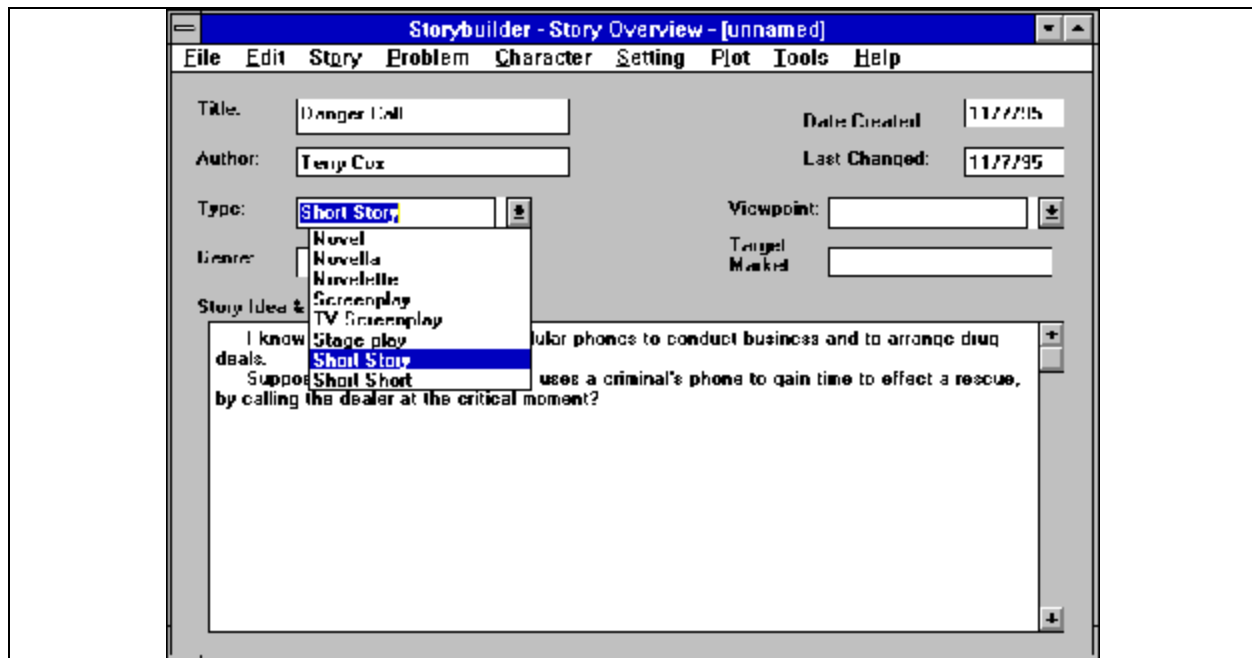 Storybuilder - Story Overview - [unnamed]
File Edit Story Problem Character Setting Plot Tools Help
Title: Danger Call Date Created 11/7/95
Author: Terry Cox Last Changed: 11/7/95
Type: Short Story Viewpoint:
Novel
Genre: Novella Target Market
Novelette
Screenplay
Story Idea &
TV Screenplay
I know lular phones to conduct business and to arrange drug
Stage play
deals.
Short Story
Suppos uses a criminal's phone to gain time to effect a rescue,
Short Short
by calling the dealer at the critical moment?